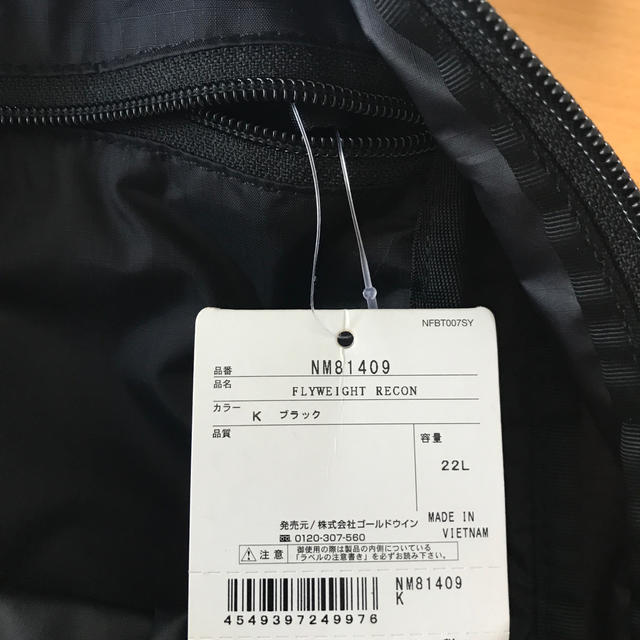 NFBT007SY
品番 NM81409
品名 FLYWEIGHT RECON
カラー K ブラック
品質
容量
22L
発売元/株式会社ゴールドウイン
0120-307-560
MADE IN
VIETNAM
⚠注意 御使用の際は製品の内側についている
「ラベルの注意書き」を必ずお読み下さい。
NM81409
K
4549397249976